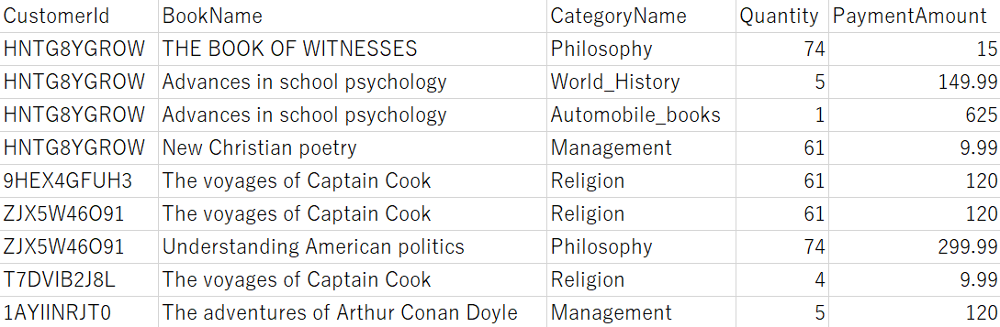 CustomerId BookName CategoryName Quantity PaymentAmount
HNTG8YGROW THE BOOK OF WITNESSES Philosophy 74 15
HNTG8YGROW Advances in school psychology World_History 5 149.99
HNTG8YGROW Advances in school psychology Automobile_books 1 625
HNTG8YGROW New Christian poetry Management 61 9.99
9HEX4GFUH3 The voyages of Captain Cook Religion 61 120
ZJX5W46O91 The voyages of Captain Cook Religion 61 120
ZJX5W46O91 Understanding American politics Philosophy 74 299.99
T7DVIB2J8L The voyages of Captain Cook Religion 4 9.99
1AYIINRJT0 The adventures of Arthur Conan Doyle Management 5 120